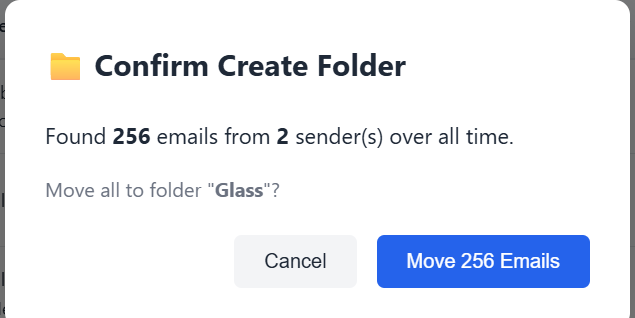 Confirm Create Folder
Found 256 emails from 2 sender(s) over all time.
Move all to folder "Glass"?
Cancel
Move 256 Emails